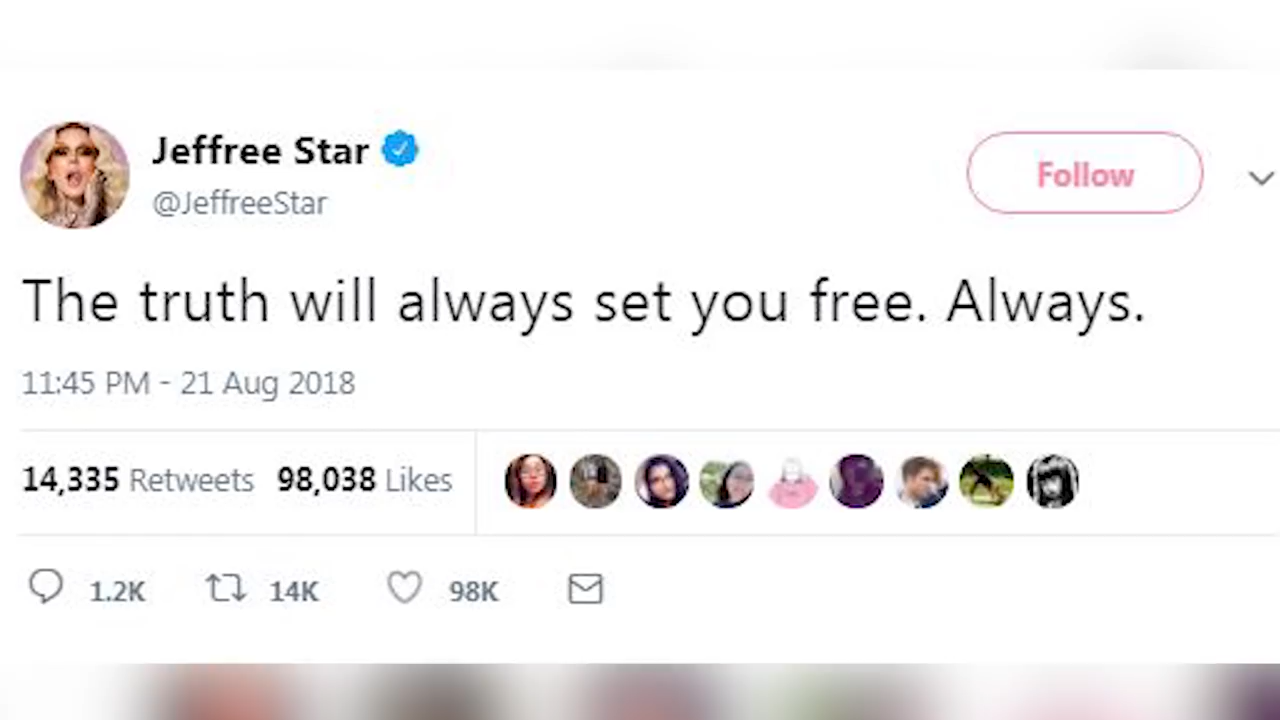 Jeffree Star
@JeffreeStar
Follow
The truth will always set you free. Always.
11:45 PM - 21 Aug 2018
14,335 Retweets 98,038 Likes
1.2K 14K 98K